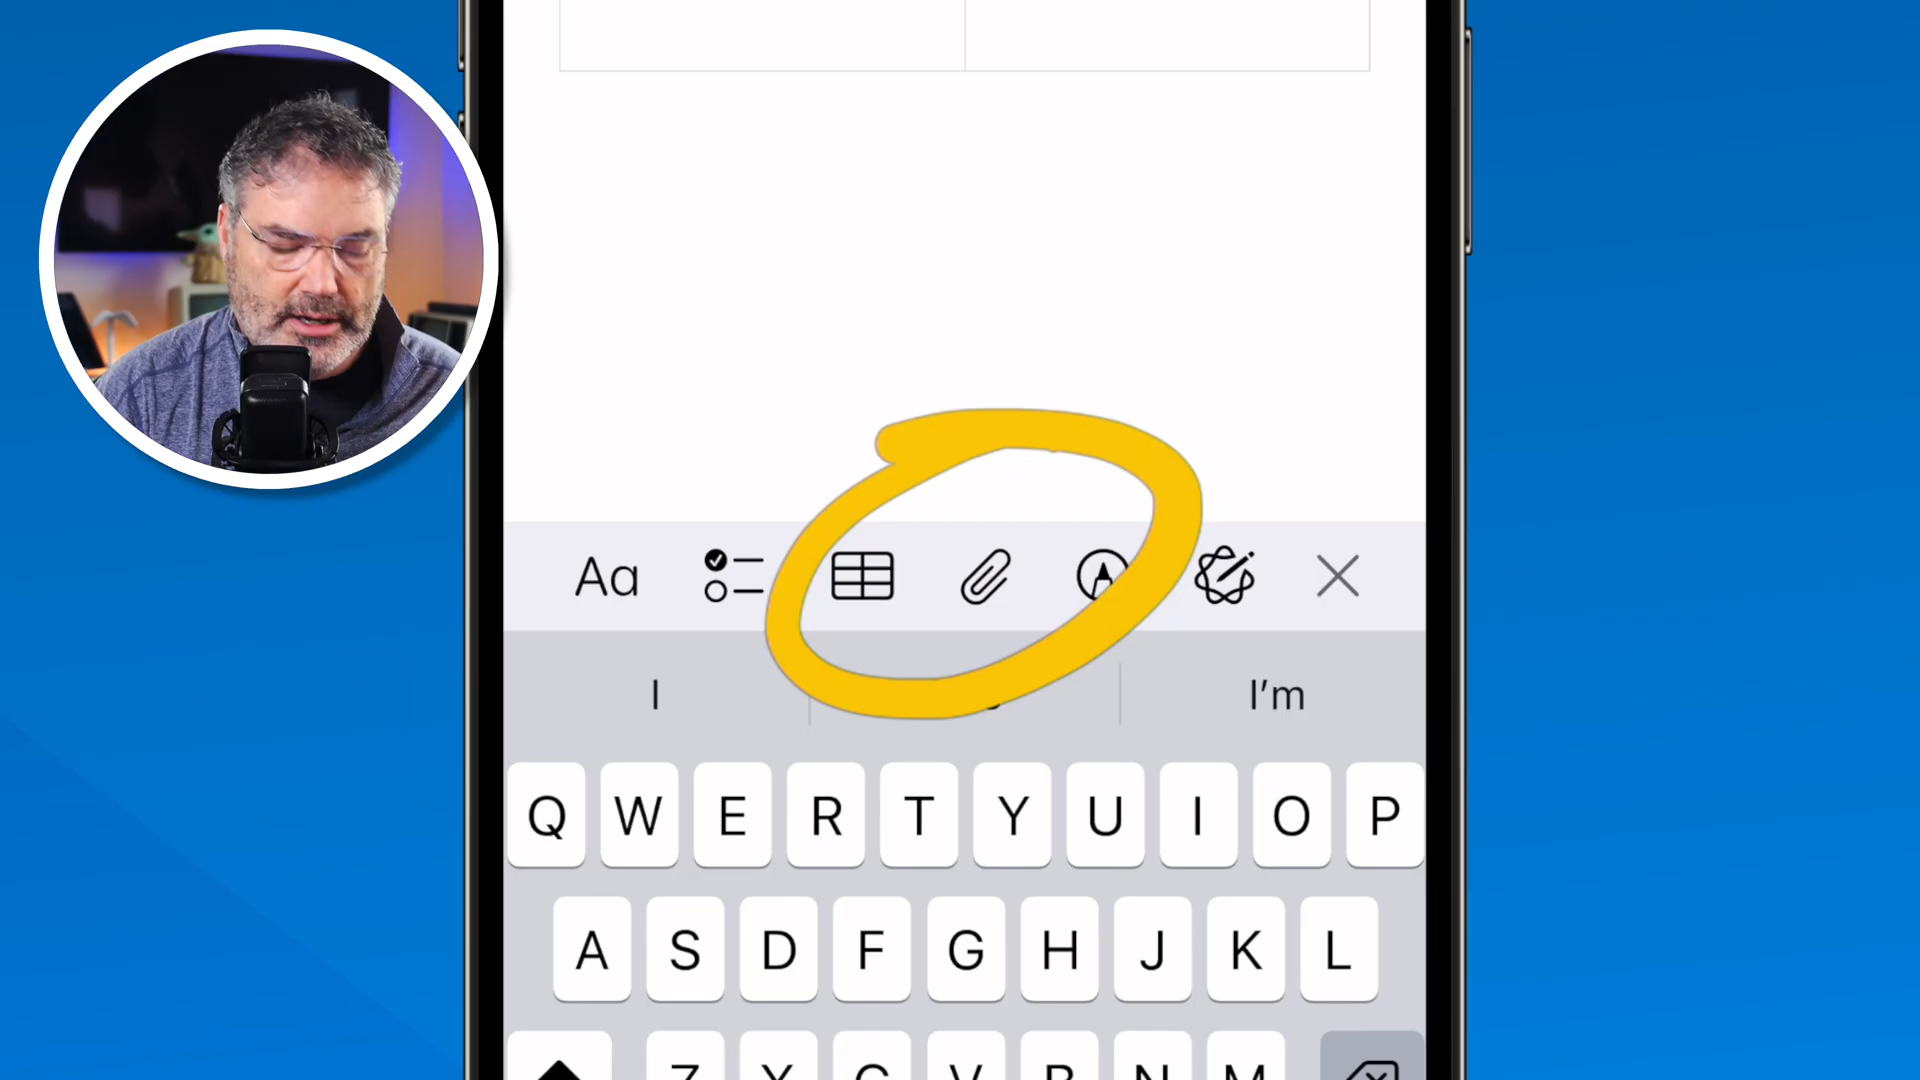 Aa
I I'm
Q W E R T Y U I O P
A S D F G H J K L
Z X C V B N M